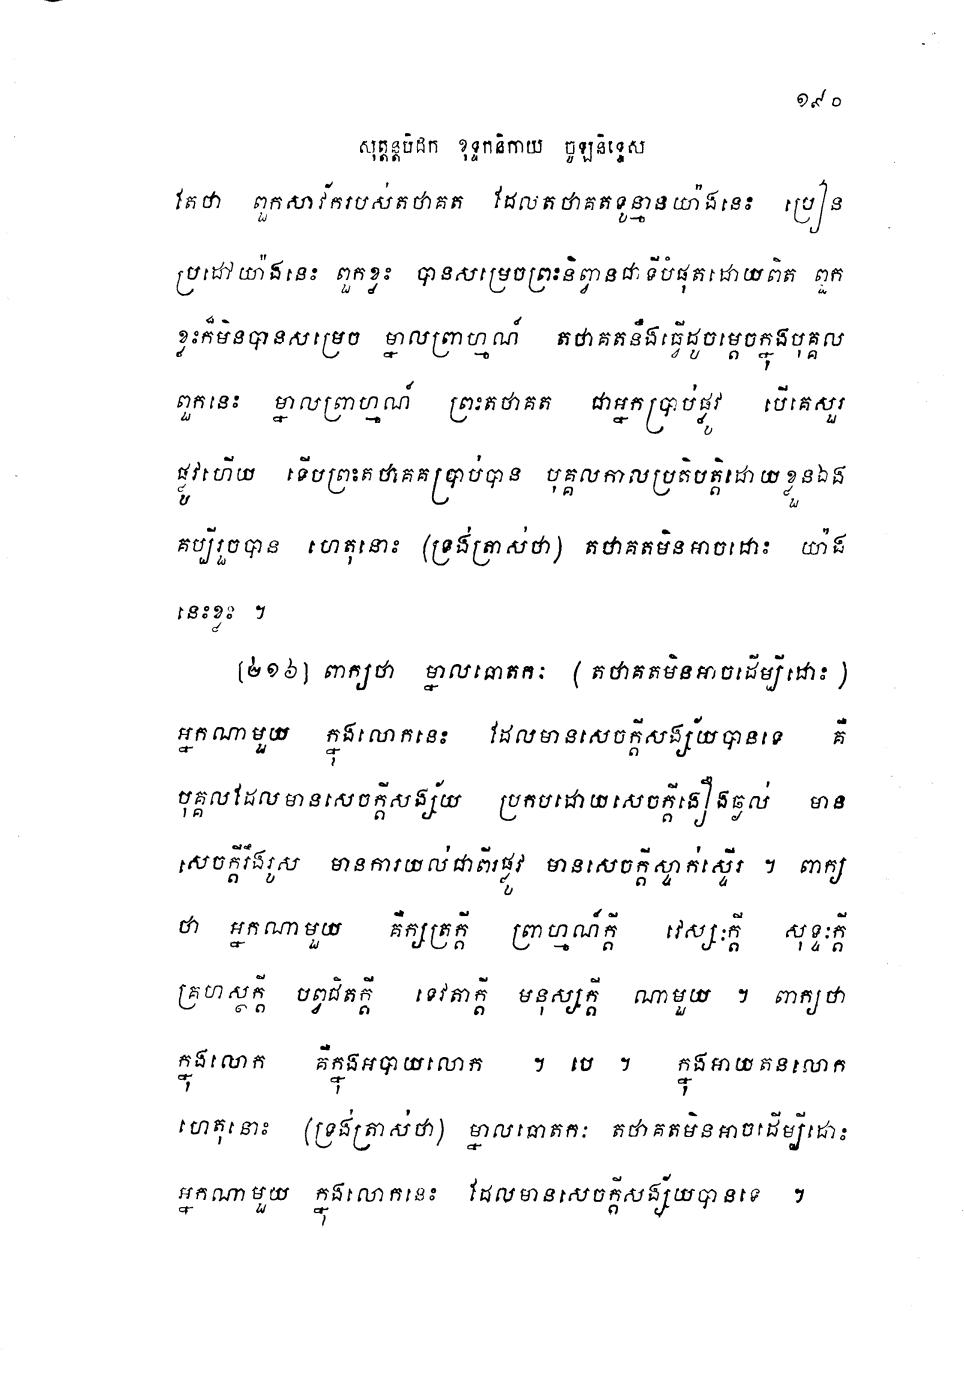 ១៩០
សុត្តន្តបិដក ខុទ្ទកនិកាយ ចូឡនិទ្ទេស
តែថា ពួកសាវ័ករបស់តថាគត ដែលតថាគតទូន្មានយ៉ាងនេះ ប្រៀន
ប្រដៅយ៉ាងនេះ ពួកខ្លះ បានសម្រេចព្រះនិព្វានជាទីបំផុតដោយពិត ពួក
ខ្លះក៏មិនបានសម្រេច ម្នាលព្រាហ្មណ៍ តថាគតនឹងធ្វើដូចម្តេចក្នុងបុគ្គល
ពួកនេះ ម្នាលព្រាហ្មណ៍ ព្រះតថាគត ជាអ្នកប្រាប់ផ្លូវ បើគេសួរ
ផ្លូវហើយ ទើបព្រះតថាគតប្រាប់បាន បុគ្គលកាលប្រតិបត្តិដោយខ្លួនឯង
គប្បីរួចបាន ហេតុនោះ (ទ្រង់ត្រាស់ថា) តថាគតមិនអាចដោះ យ៉ាង
នេះខ្លះ ។
[២១៦] ពាក្យថា ម្នាលធោតកៈ (តថាគតមិនអាចដើម្បីដោះ)
អ្នកណាមួយ ក្នុងលោកនេះ ដែលមានសេចក្តីសង្ស័យបានទេ គឺ
បុគ្គលដែលមានសេចក្តីសង្ស័យ ប្រកបដោយសេចក្តីងឿងឆ្ងល់ មាន
សេចក្តីរឹងរូស មានការយល់ជាពីរផ្លូវ មានសេចក្តីស្ទាក់ស្ទើរ ។ ពាក្យ
ថា អ្នកណាមួយ គឺក្សត្រក្តី ព្រាហ្មណ៍ក្តី វេស្សៈក្តី សុទ្ទៈក្តី
គ្រហស្ថក្តី បព្វជិតក្តី ទេវតាក្តី មនុស្សក្តី ណាមួយ ។ ពាក្យថា
ក្នុងលោក គឺក្នុងអបាយលោក ។ បេ ។ ក្នុងអាយតនលោក
ហេតុនោះ (ទ្រង់ត្រាស់ថា) ម្នាលធោតកៈ តថាគតមិនអាចដើម្បីដោះ
អ្នកណាមួយ ក្នុងលោកនេះ ដែលមានសេចក្តីសង្ស័យបានទេ ។